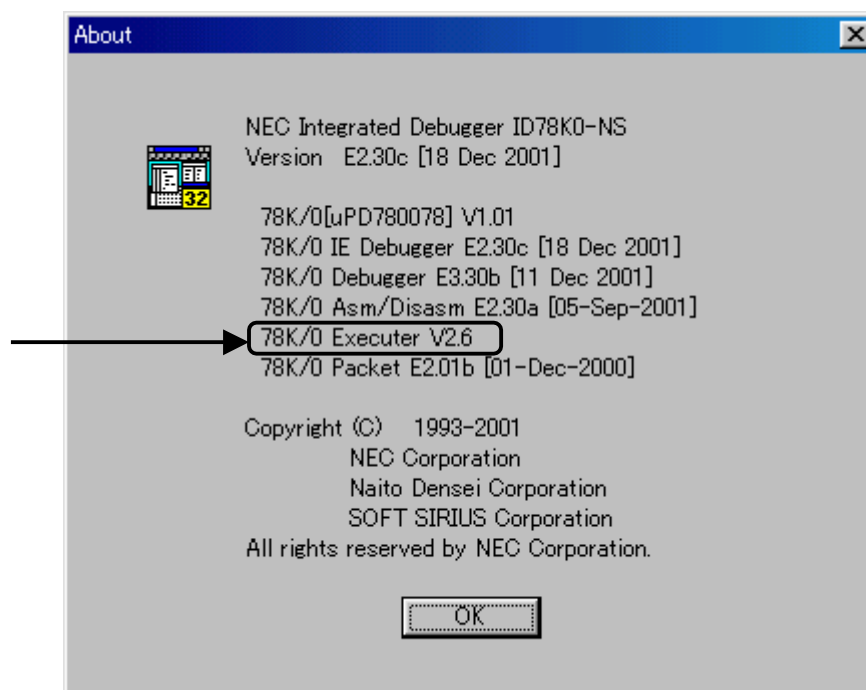 About
NEC Integrated Debugger ID78K0-NS
Version E2.30c [18 Dec 2001]
32
78K/0[uPD780078] V1.01
78K/0 IE Debugger E2.30c [18 Dec 2001]
78K/0 Debugger E3.30b [11 Dec 2001]
78K/0 Asm/Disasm E2.30a [05-Sep-2001]
78K/0 Executer V2.6
78K/0 Packet E2.01b [01-Dec-2000]
Copyright (C) 1993-2001
NEC Corporation
Naito Densei Corporation
SOFT SIRIUS Corporation
All rights reserved by NEC Corporation.
OK